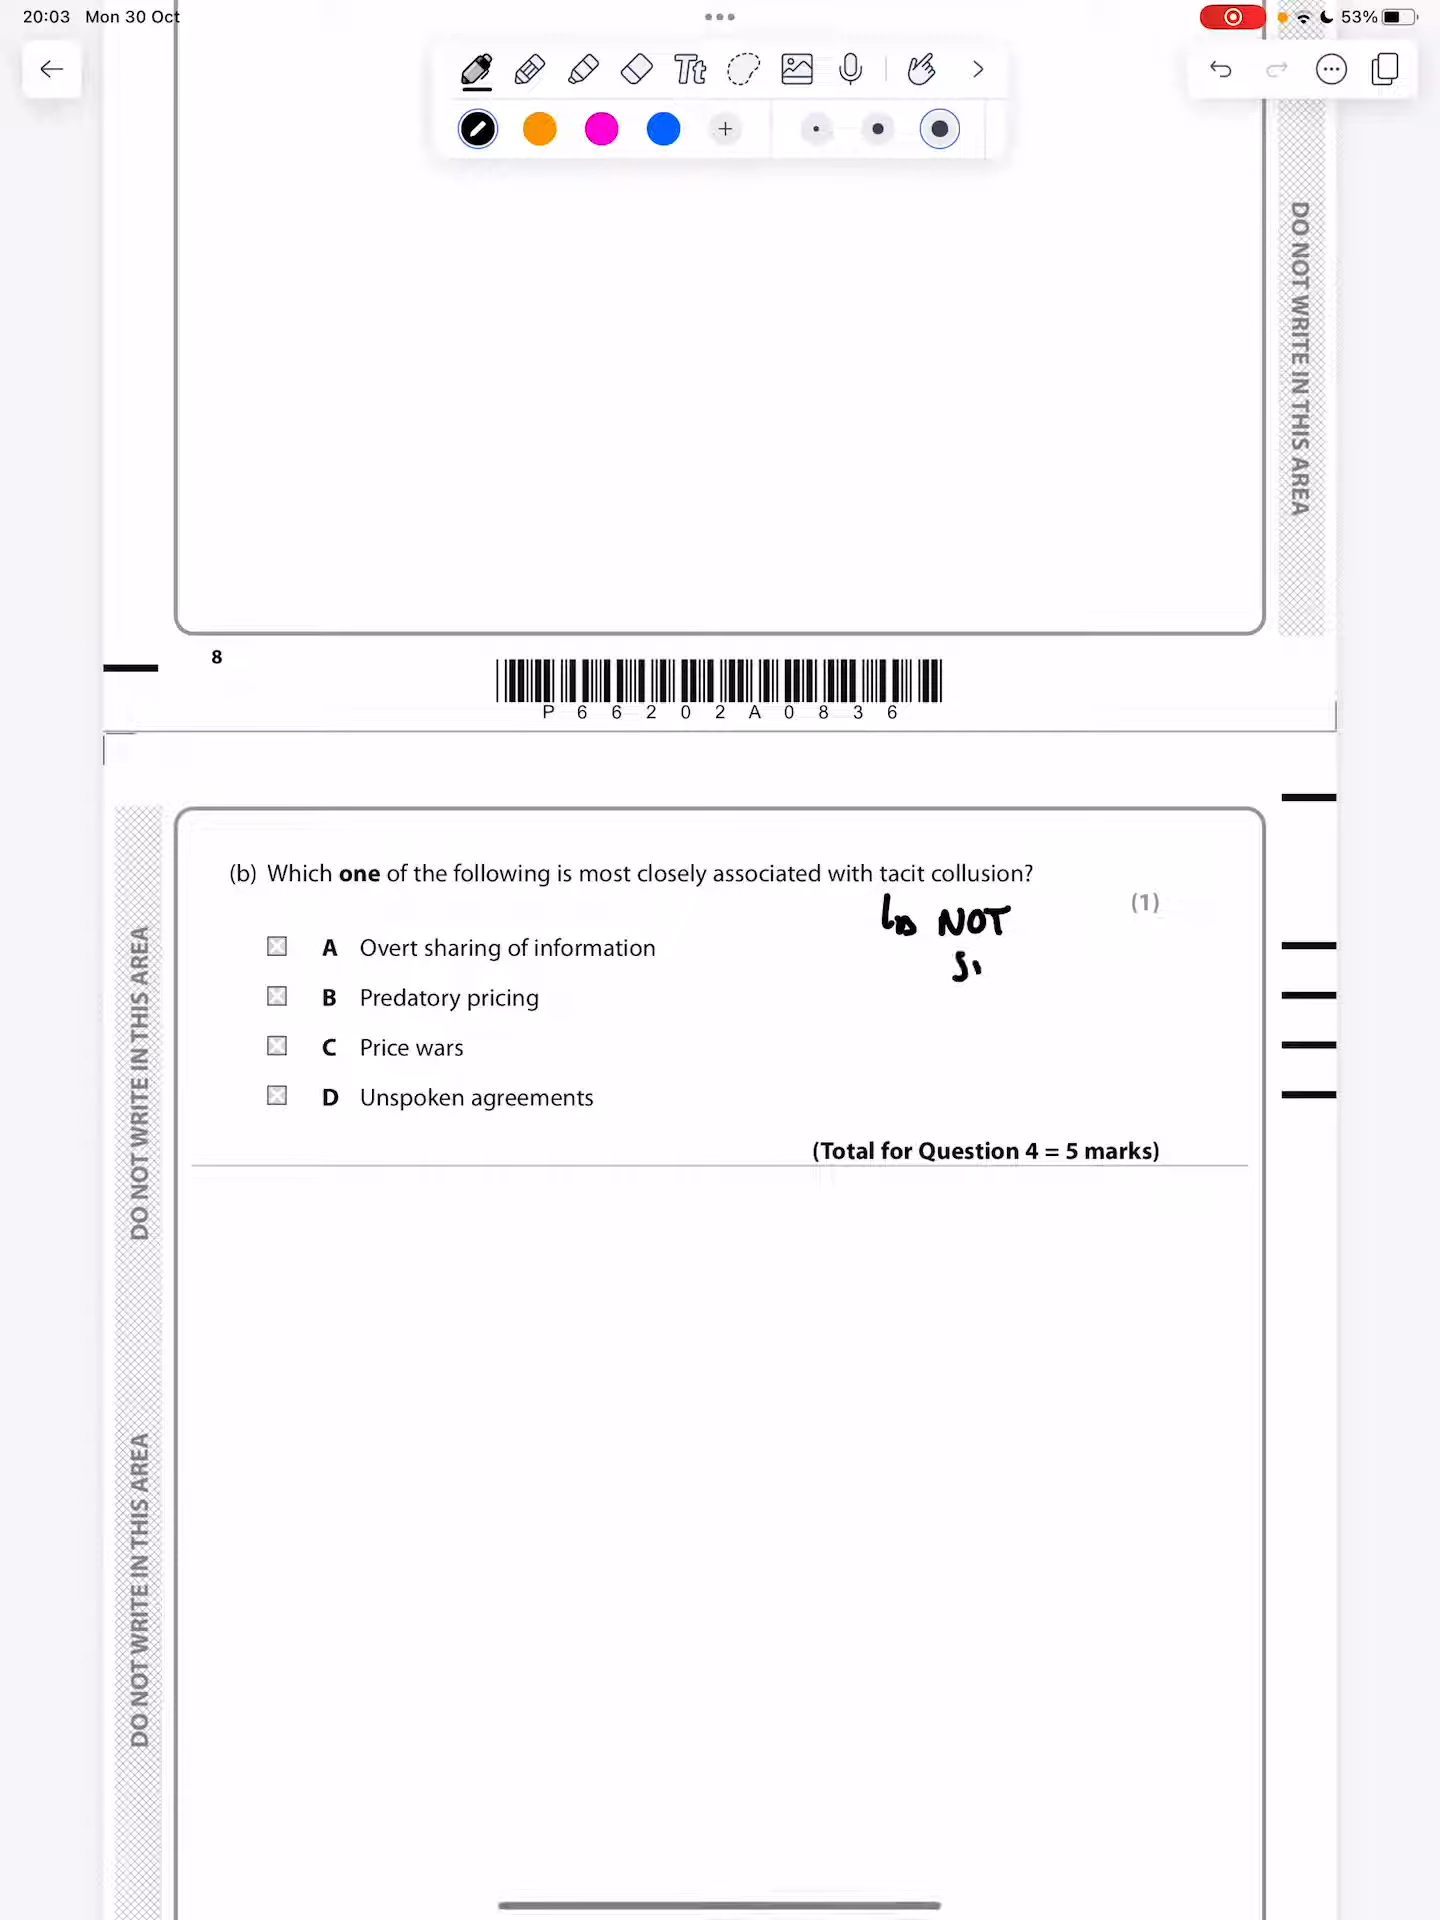 20:03 Mon 30 Oct
53%
Tt
DO NOT WRITE IN THIS AREA
8
P 6 6 2 0 2 A 0 8 3 6
(b) Which one of the following is most closely associated with tacit collusion?
(1)
NOT
A Overt sharing of information
B Predatory pricing
C Price wars
D Unspoken agreements
(Total for Question 4 = 5 marks)
DO NOT WRITE IN THIS AREA
DO NOT WRITE IN THIS AREA